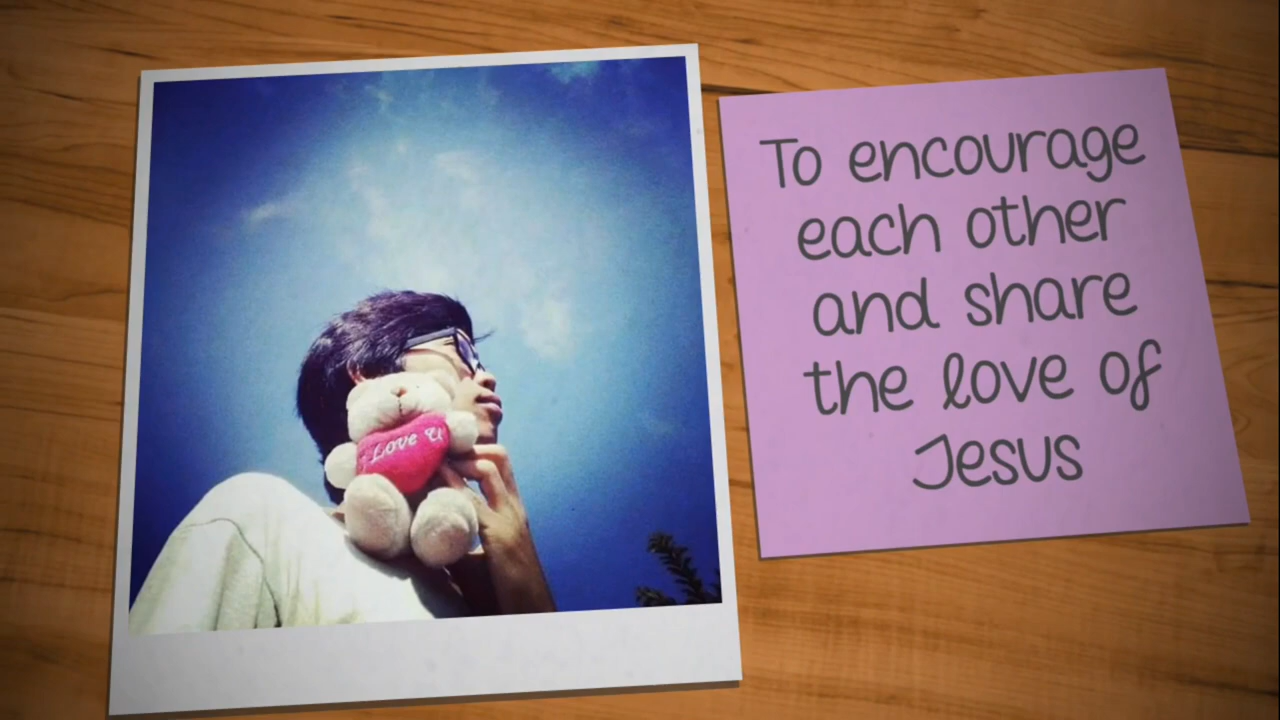 Love U
To encourage
each other
and share
the love of
Jesus